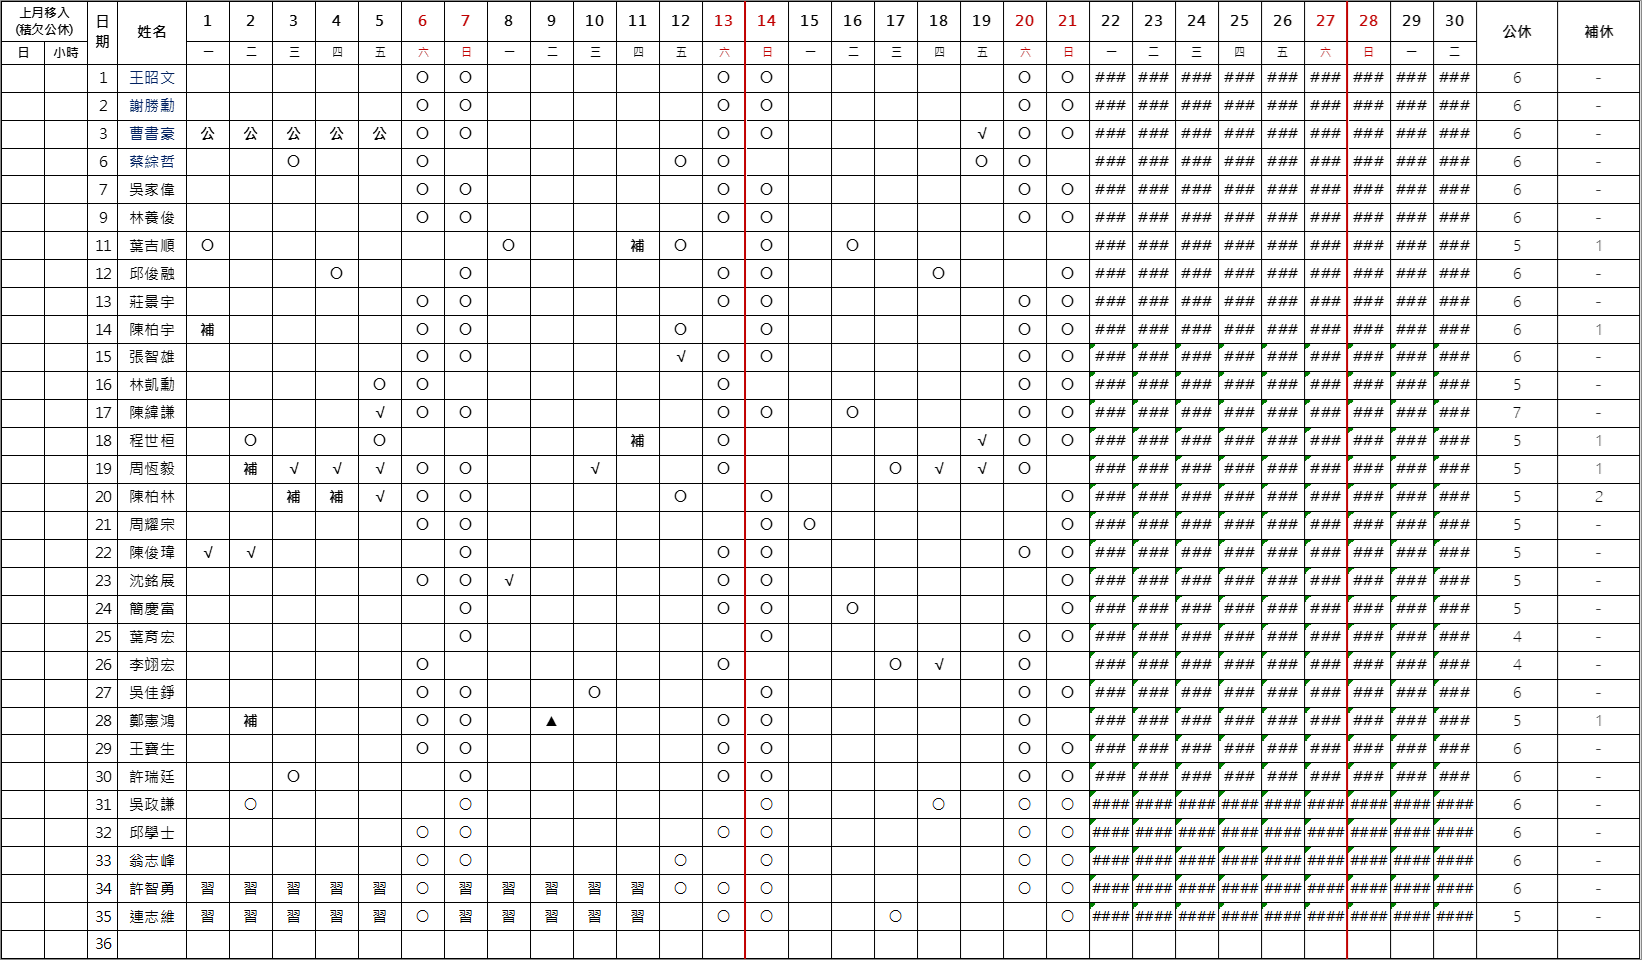 上月移入 日 姓名 1 2 3 4 5 6 7 8 9 10 11 12 13 14 15 16 17 18 19 20 21 22 23 24 25 26 27 28 29 30 公休 補休
(積欠公休) 期
日 小時 一 二 三 四 五 六 日 一 二 三 四 五 六 日 一 二 三 四 五 六 日 一 二 三 四 五 六 日 一 二
1 王昭文 O O O O O O ### ### ### ### ### ### ### ### ### 6 -
2 謝勝勳 O O O O O O ### ### ### ### ### ### ### ### ### 6 -
3 曹書豪 公 公 公 公 公 O O O O √ O O ### ### ### ### ### ### ### ### ### 6 -
6 蔡綜哲 O O O O O O ### ### ### ### ### ### ### ### ### 6 -
7 吳家偉 O O O O O O ### ### ### ### ### ### ### ### ### 6 -
9 林養俊 O O O O O O ### ### ### ### ### ### ### ### ### 6 -
11 葉吉順 O O 補 O O O ### ### ### ### ### ### ### ### ### 5 1
12 邱俊融 O O O O O O ### ### ### ### ### ### ### ### ### 6 -
13 莊景宇 O O O O O O ### ### ### ### ### ### ### ### ### 6 -
14 陳柏宇 補 O O O O O O ### ### ### ### ### ### ### ### ### 6 1
15 張智雄 O O √ O O O O ### ### ### ### ### ### ### ### ### 6 -
16 林凱勳 O O O O O ### ### ### ### ### ### ### ### ### 5 -
17 陳緯謙 √ O O O O O O O ### ### ### ### ### ### ### ### ### 7 -
18 程世桓 O O 補 O √ O O ### ### ### ### ### ### ### ### ### 5 1
19 周恆毅 補 √ √ √ O O √ O O √ √ O ### ### ### ### ### ### ### ### ### 5 1
20 陳柏林 補 補 √ O O O O O ### ### ### ### ### ### ### ### ### 5 2
21 周耀宗 O O O O O ### ### ### ### ### ### ### ### ### 5 -
22 陳俊瑋 √ √ O O O O O ### ### ### ### ### ### ### ### ### 5 -
23 沈銘展 O O √ O O O ### ### ### ### ### ### ### ### ### 5 -
24 簡慶富 O O O O O ### ### ### ### ### ### ### ### ### 5 -
25 葉育宏 O O O O ### ### ### ### ### ### ### ### ### 4 -
26 李翊宏 O O O √ O ### ### ### ### ### ### ### ### ### 4 -
27 吳佳錚 O O O O O O ### ### ### ### ### ### ### ### ### 6 -
28 鄭憲鴻 補 O O ▲ O O O ### ### ### ### ### ### ### ### ### 5 1
29 王寶生 O O O O O O ### ### ### ### ### ### ### ### ### 6 -
30 許瑞廷 O O O O O O ### ### ### ### ### ### ### ### ### 6 -
31 吳政謙 〇 〇 〇 〇 〇 〇 #### #### #### #### #### #### #### #### #### 6 -
32 邱學士 〇 〇 〇 〇 〇 〇 #### #### #### #### #### #### #### #### #### 6 -
33 翁志峰 〇 〇 〇 〇 〇 〇 #### #### #### #### #### #### #### #### #### 6 -
34 許智勇 習 習 習 習 習 〇 習 習 習 習 習 〇 〇 〇 〇 〇 #### #### #### #### #### #### #### #### #### 6 -
35 連志維 習 習 習 習 習 〇 習 習 習 習 習 〇 〇 〇 〇 #### #### #### #### #### #### #### #### #### 5 -
36